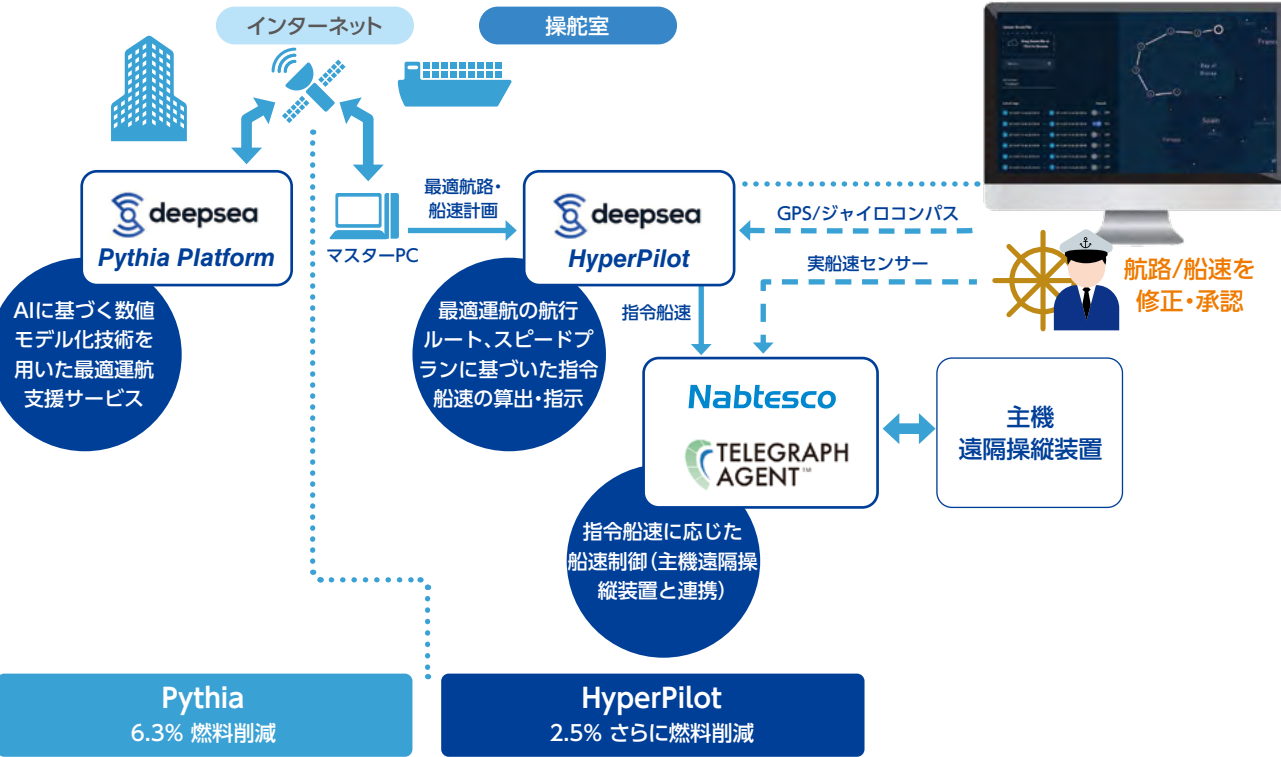 インターネット
操舵室
deepsea
Pythia Platform
AIに基づく数値
モデル化技術を
用いた最適運航
支援サービス
マスターPC
最適航路・
船速計画
deepsea
HyperPilot
最適運航の航行
ルート、スピードプ
ランに基づいた指令
船速の算出・指示
GPS/ジャイロコンパス
実船速センサー
指令船速
航路/船速を
修正・承認
Nabtesco
TELEGRAPH
AGENT™
指令船速に応じた
船速制御（主機遠隔操
縦装置と連携）
主機
遠隔操縦装置
Bay of
Biscay
Spain
Pythia
6.3% 燃料削減
HyperPilot
2.5% さらに燃料削減